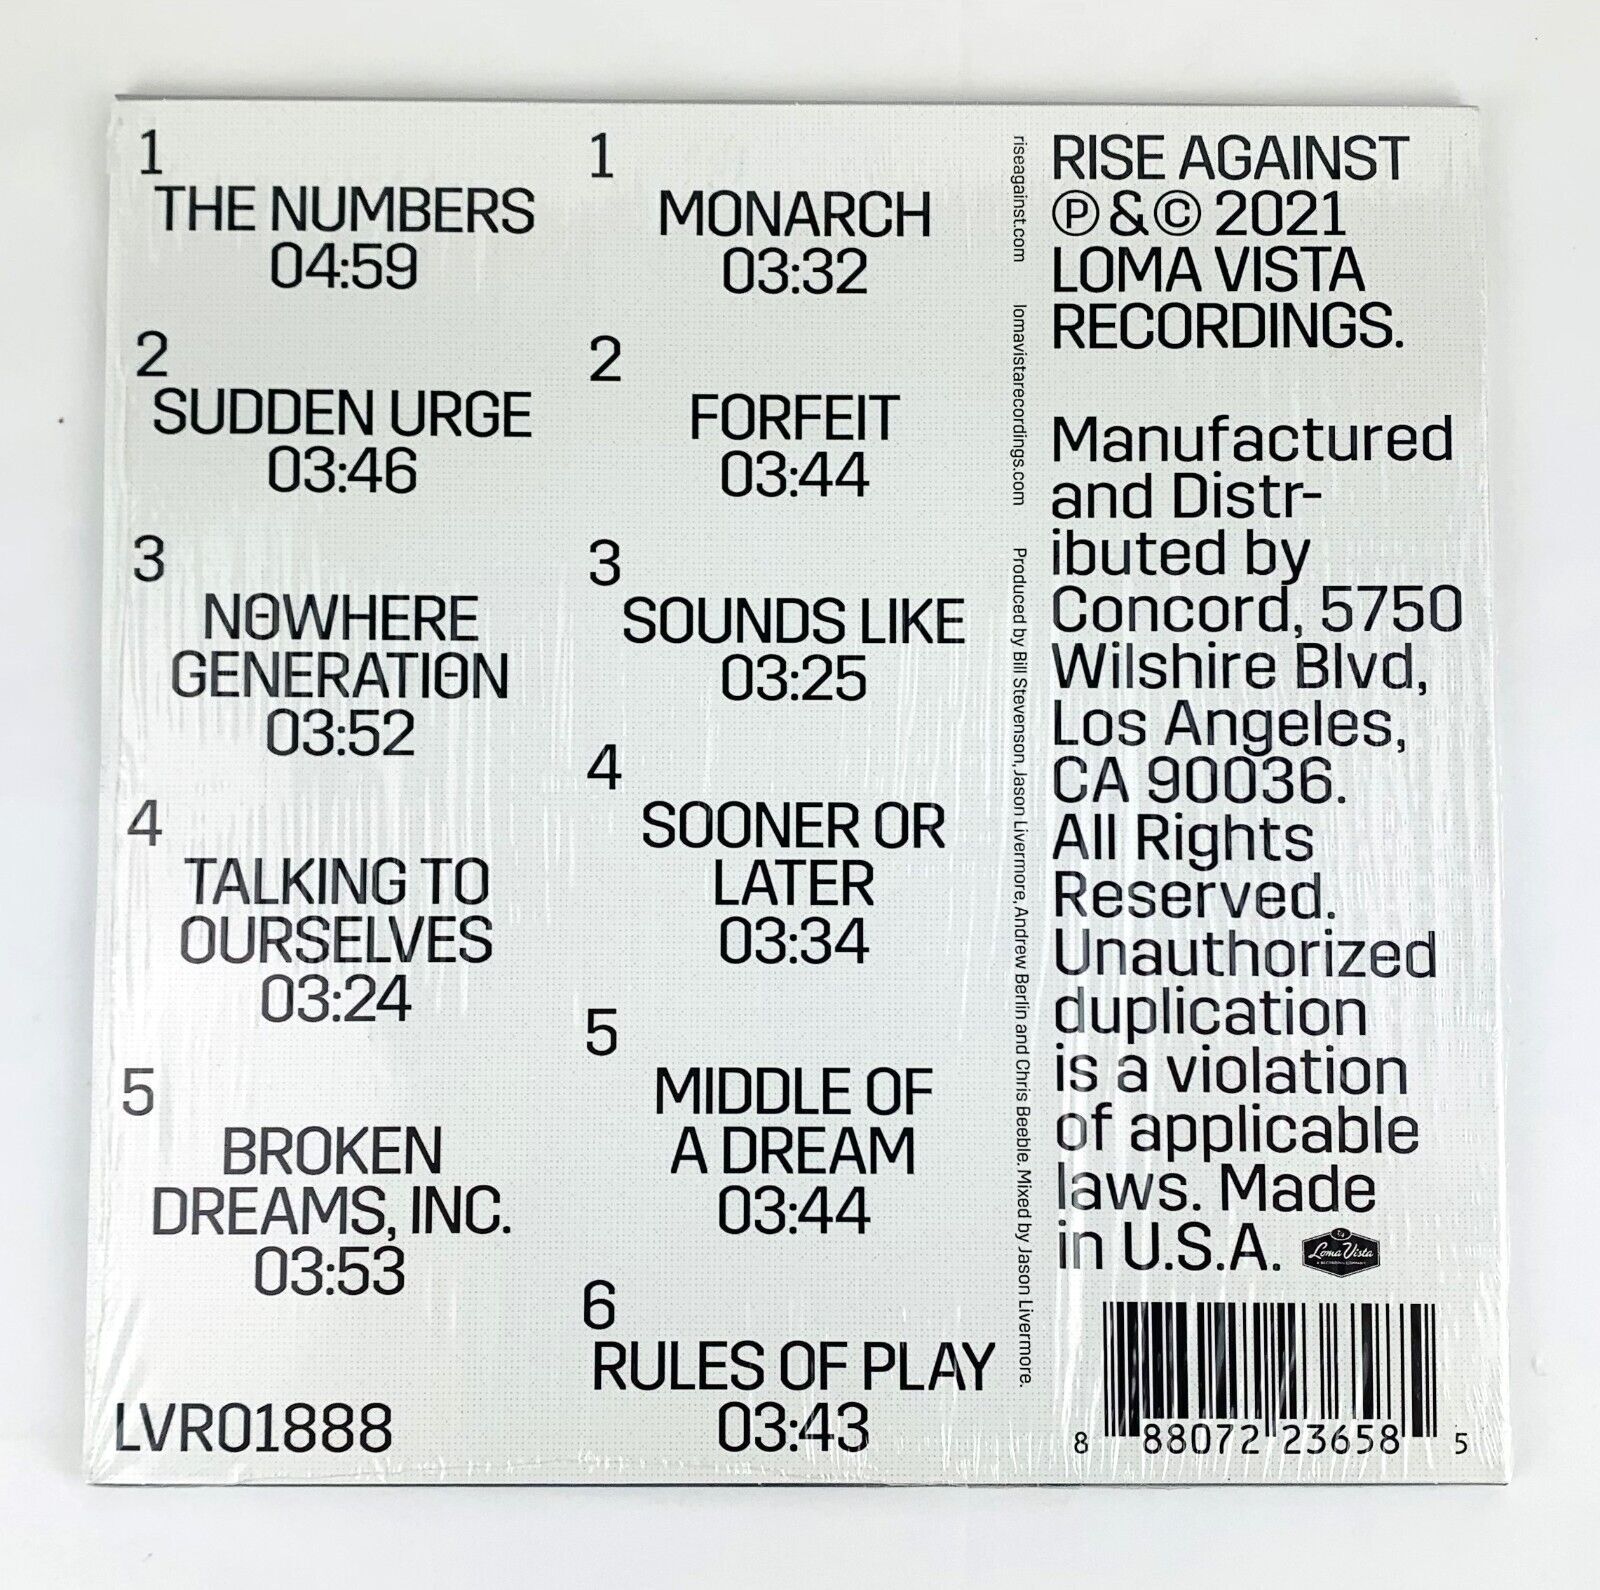 1
THE NUMBERS
04:59
2
SUDDEN URGE
03:46
3
NOWHERE
GENERATION
03:52
4
TALKING TO
OURSELVES
03:24
5
BROKEN
DREAMS, INC.
03:53
LVR01888
1
MONARCH
03:32
2
FORFEIT
03:44
3
SOUNDS LIKE
03:25
4
SOONER OR
LATER
03:34
5
MIDDLE OF
A DREAM
03:44
6
RULES OF PLAY
03:43
riseagainst.com lomavistarecordings.com Produced by Bill Stevenson, Jason Livermore, Andrew Berlin and Chris Beeble. Mixed by Jason Livermore.
RISE AGAINST
Ⓟ & © 2021
LOMA VISTA
RECORDINGS.
Manufactured
and Distr-
ibuted by
Concord, 5750
Wilshire Blvd,
Los Angeles,
CA 90036.
All Rights
Reserved.
Unauthorized
duplication
is a violation
of applicable
laws. Made
in U.S.A.
Loma Vista
A RECORDING COMPANY
8 88072 23658 5